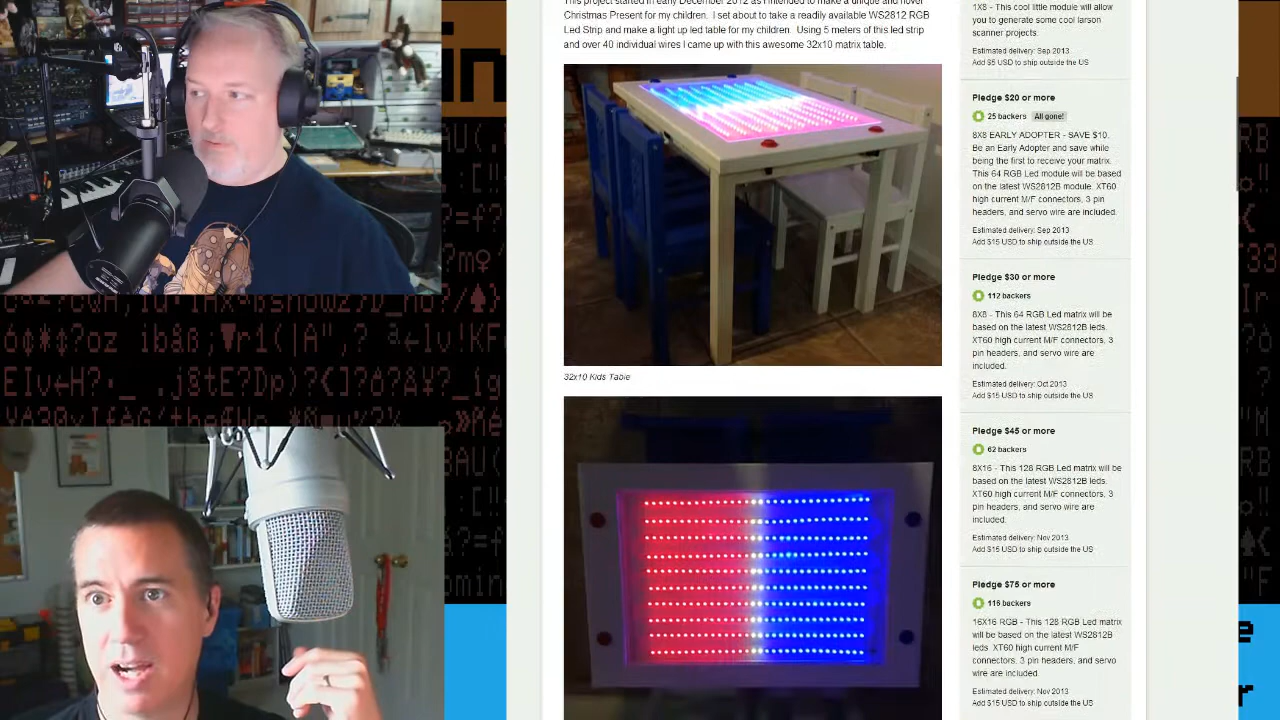 This project started in early December 2012 as I intended to make a unique and novel
Christmas Present for my children. I set about to take a readily available WS2812 RGB
Led Strip and make a light up led table for my children. Using 5 meters of this led strip
and over 40 individual wires I came up with this awesome 32x10 matrix table.
32x10 Kids Table
1X8 - This cool little module will allow
you to generate some cool larson
scanner projects.
Estimated delivery: Sep 2013
Add $5 USD to ship outside the US
Pledge $20 or more
25 backers All gone!
8X8 EARLY ADOPTER - SAVE $10.
Be an Early Adopter and save while
being the first to receive your matrix.
This 64 RGB Led module will be based
on the latest WS2812B module. XT60
high current M/F connectors, 3 pin
headers, and servo wire are included.
Estimated delivery: Sep 2013
Add $15 USD to ship outside the US
Pledge $30 or more
112 backers
8X8 - This 64 RGB Led matrix will be
based on the latest WS2812B leds.
XT60 high current M/F connectors, 3
pin headers, and servo wire are
included.
Estimated delivery: Oct 2013
Add $15 USD to ship outside the US
Pledge $45 or more
62 backers
8X16 - This 128 RGB Led matrix will be
based on the latest WS2812B leds.
XT60 high current M/F connectors, 3
pin headers, and servo wire are
included.
Estimated delivery: Nov 2013
Add $15 USD to ship outside the US
Pledge $75 or more
116 backers
16X16 RGB - This 128 RGB Led matrix
will be based on the latest WS2812B
leds. XT60 high current M/F
connectors, 3 pin headers, and servo
wire are included.
Estimated delivery: Nov 2013
Add $15 USD to ship outside the US